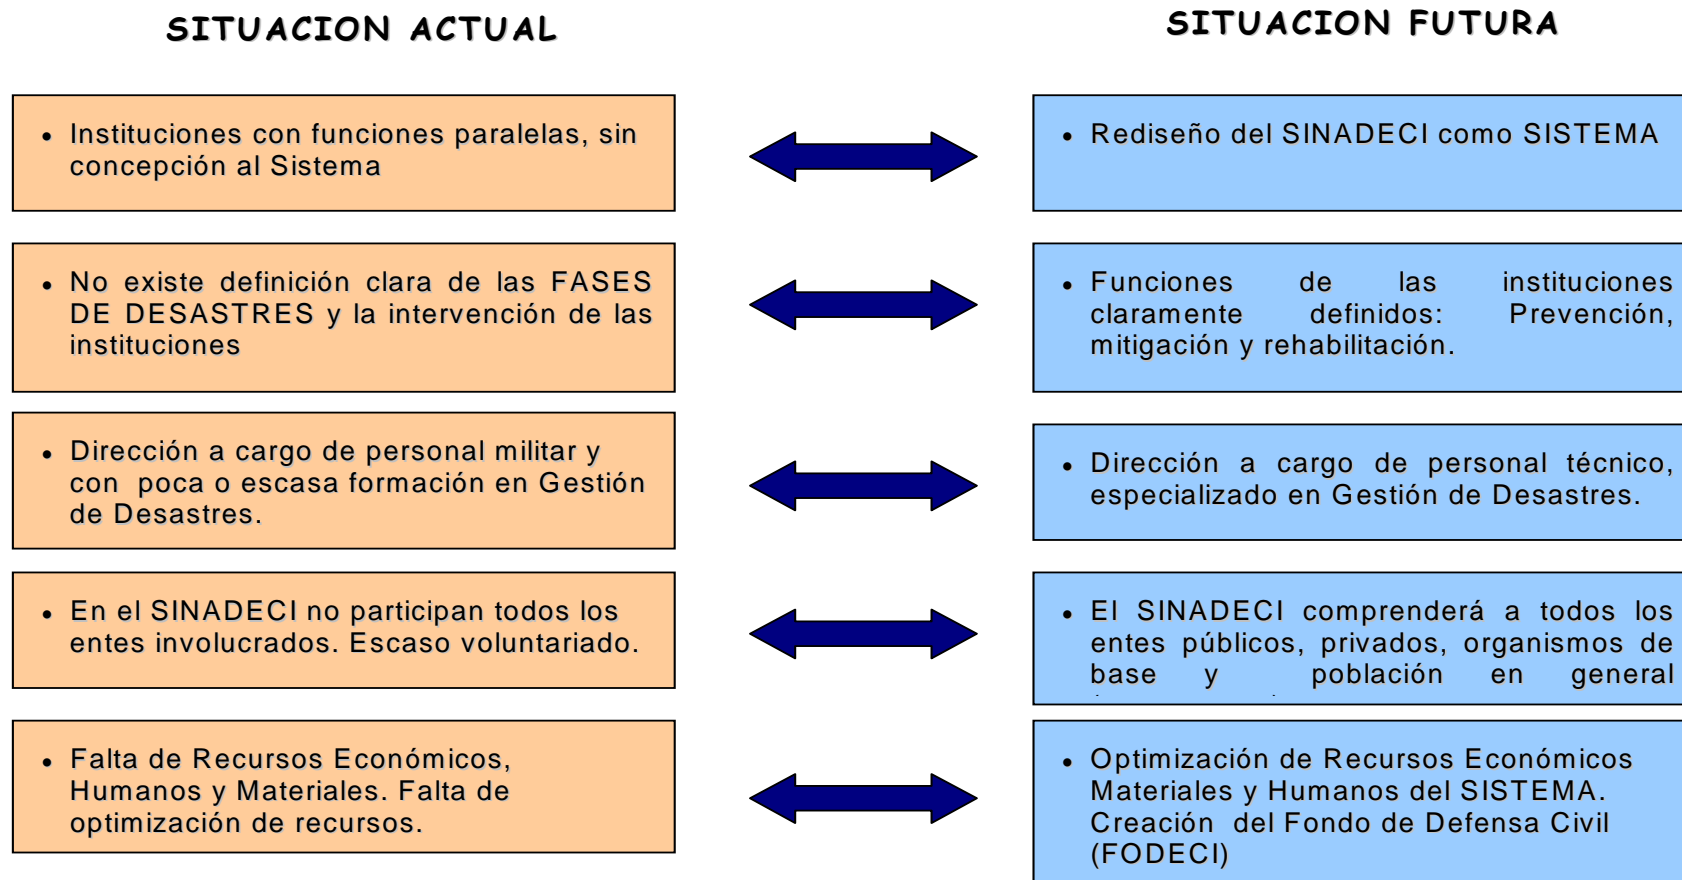 SITUACION ACTUAL
SITUACION FUTURA
• Instituciones con funciones paralelas, sin
concepción al Sistema
• Rediseño del SINADECI como SISTEMA
• No existe definición clara de las FASES
DE DESASTRES y la intervención de las
instituciones
• Funciones de las instituciones
claramente definidos: Prevención,
mitigación y rehabilitación.
• Dirección a cargo de personal militar y
con poca o escasa formación en Gestión
de Desastres.
• Dirección a cargo de personal técnico,
especializado en Gestión de Desastres.
• En el SINADECI no participan todos los
entes involucrados. Escaso voluntariado.
• El SINADECI comprenderá a todos los
entes públicos, privados, organismos de
base y población en general
• Falta de Recursos Económicos,
Humanos y Materiales. Falta de
optimización de recursos.
• Optimización de Recursos Económicos
Materiales y Humanos del SISTEMA.
Creación del Fondo de Defensa Civil
(FODECI)